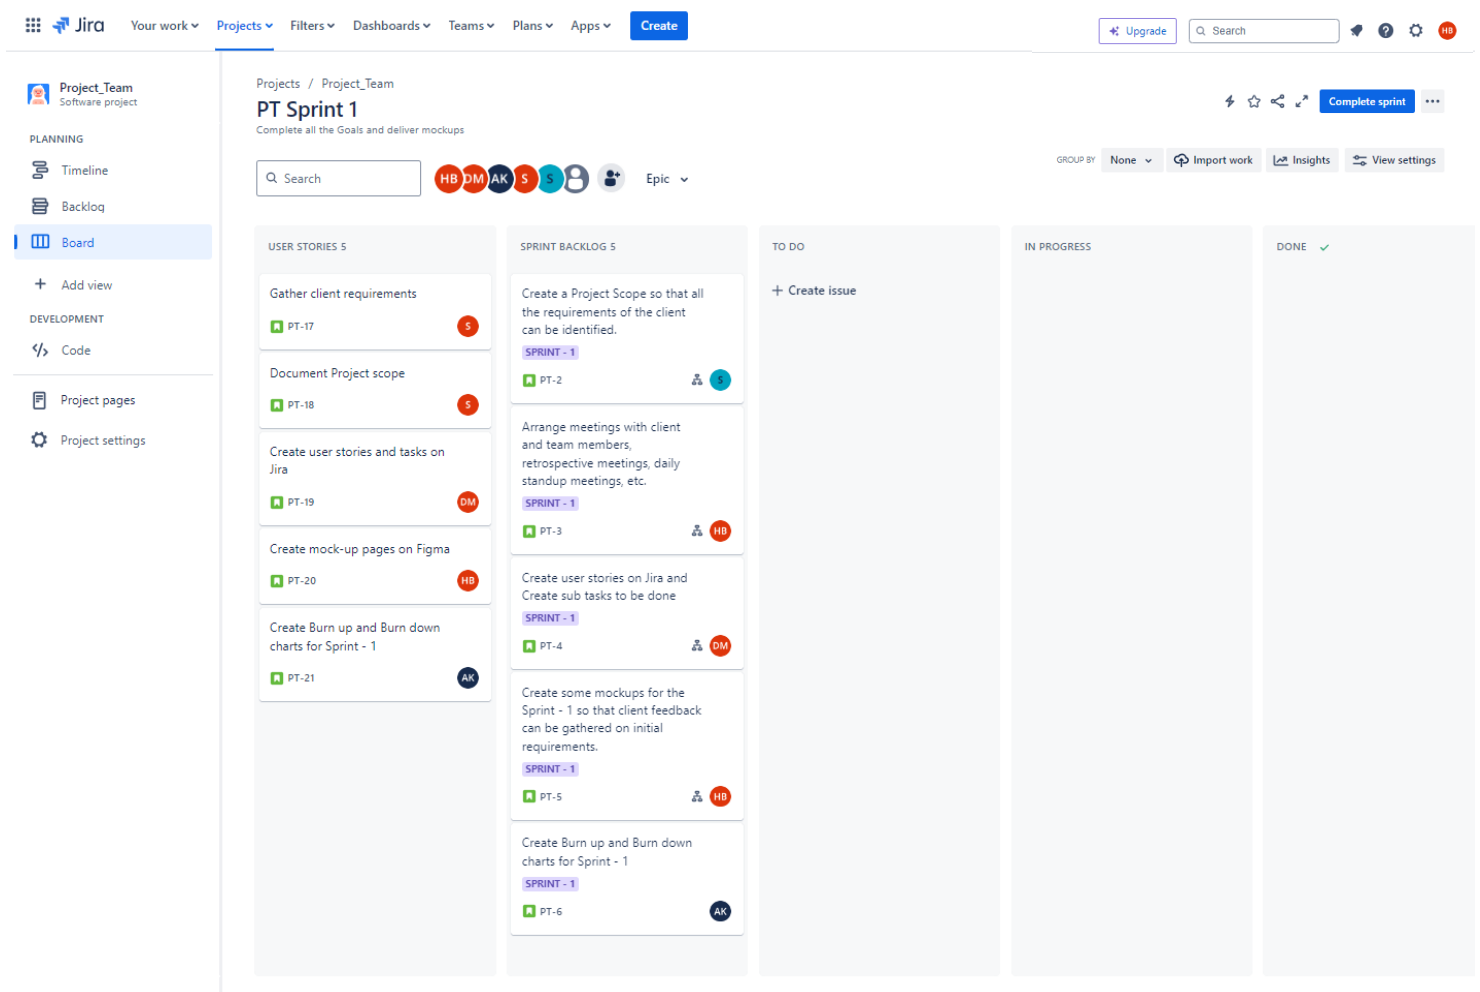 Jira
Your work
Projects
Filters
Dashboards
Teams
Plans
Apps
Create
Upgrade
Search
HB
Project_Team
Software project
PLANNING
Timeline
Backlog
Board
Add view
DEVELOPMENT
Code
Project pages
Project settings
Projects / Project_Team
PT Sprint 1
Complete all the Goals and deliver mockups
Complete sprint
Search
HB
DM
AK
S
S
Epic
GROUP BY
None
Import work
Insights
View settings
USER STORIES 5
Gather client requirements
PT-17
S
Document Project scope
PT-18
S
Create user stories and tasks on
Jira
PT-19
DM
Create mock-up pages on Figma
PT-20
HB
Create Burn up and Burn down
charts for Sprint - 1
PT-21
AK
SPRINT BACKLOG 5
Create a Project Scope so that all
the requirements of the client
can be identified.
SPRINT - 1
PT-2
S
Arrange meetings with client
and team members,
retrospective meetings, daily
standup meetings, etc.
SPRINT - 1
PT-3
HB
Create user stories on Jira and
Create sub tasks to be done
SPRINT - 1
PT-4
DM
Create some mockups for the
Sprint - 1 so that client feedback
can be gathered on initial
requirements.
SPRINT - 1
PT-5
HB
Create Burn up and Burn down
charts for Sprint - 1
SPRINT - 1
PT-6
AK
TO DO
Create issue
IN PROGRESS
DONE